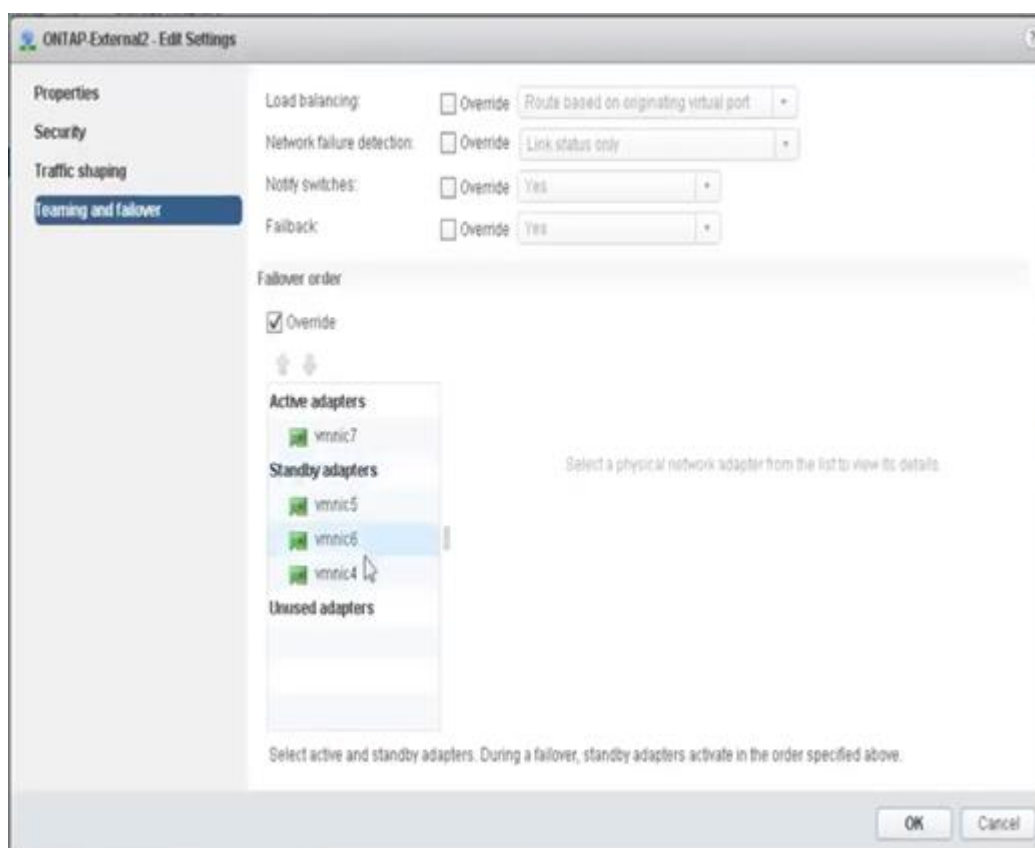 ONTAP-External2 - Edit Settings
Properties
Security
Traffic shaping
Teaming and failover
Load balancing: Override Route based on originating virtual port
Network failure detection: Override Link status only
Notify switches: Override Yes
Failback: Override Yes
Failover order
Override
Active adapters
vmnic7
Standby adapters
vmnic5
vmnic6
vmnic4
Unused adapters
Select a physical network adapter from the list to view its details.
Select active and standby adapters. During a failover, standby adapters activate in the order specified above.
OK Cancel